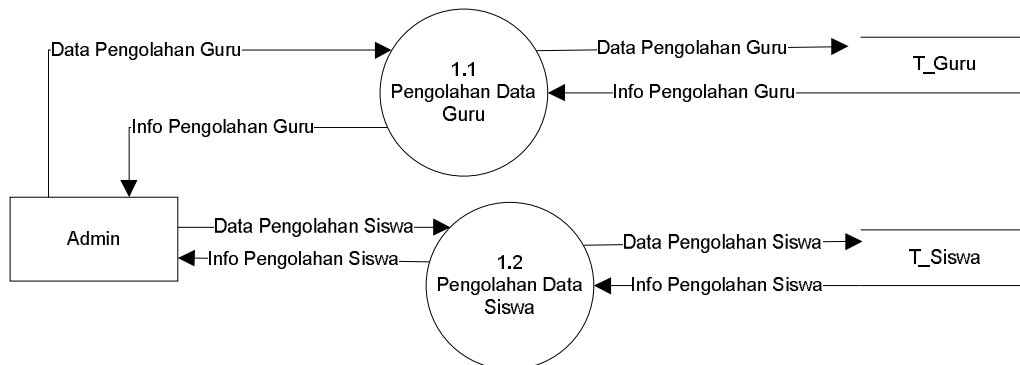 Data Pengolahan Guru
1.1
Pengolahan Data
Guru
Data Pengolahan Guru
T_Guru
Info Pengolahan Guru
Info Pengolahan Guru
Admin
Data Pengolahan Siswa
Info Pengolahan Siswa
1.2
Pengolahan Data
Siswa
Data Pengolahan Siswa
T_Siswa
Info Pengolahan Siswa